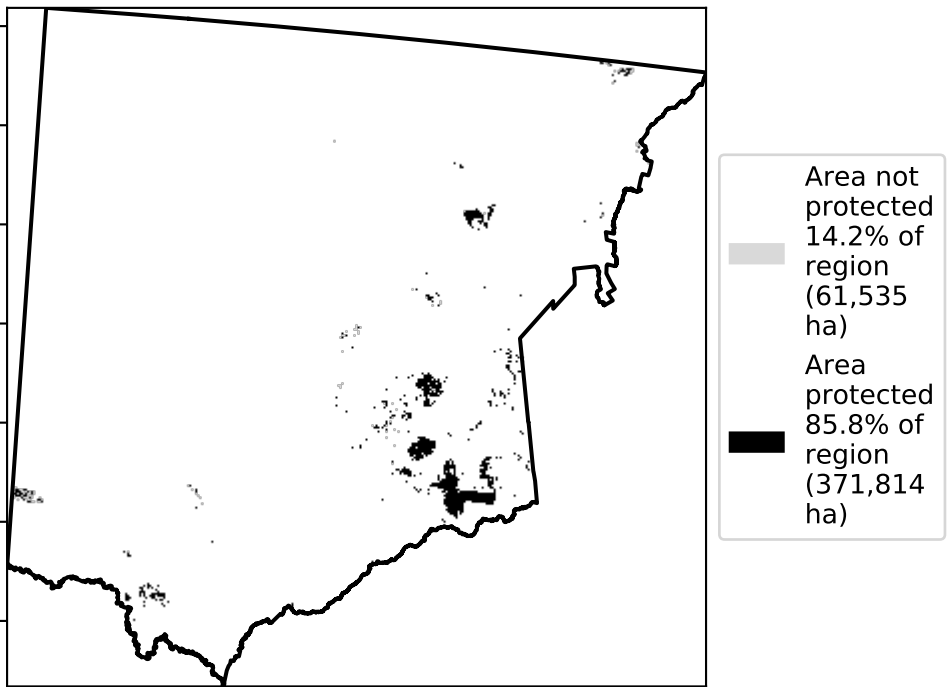 Area not
protected
14.2% of
region
(61,535
ha)
Area
protected
85.8% of
region
(371,814
ha)